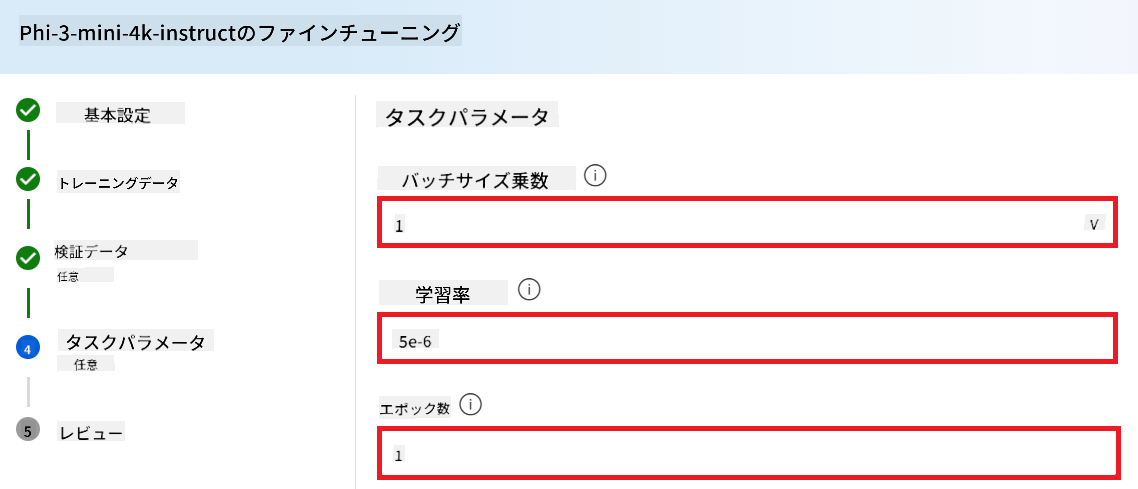 Phi-3-mini-4k-instructのファインチューニング
基本設定
トレーニングデータ
検証データ
任意
4
タスクパラメータ
任意
5
レビュー
タスクパラメータ
バッチサイズ乗数
1
V
学習率
5e-6
エポック数
1